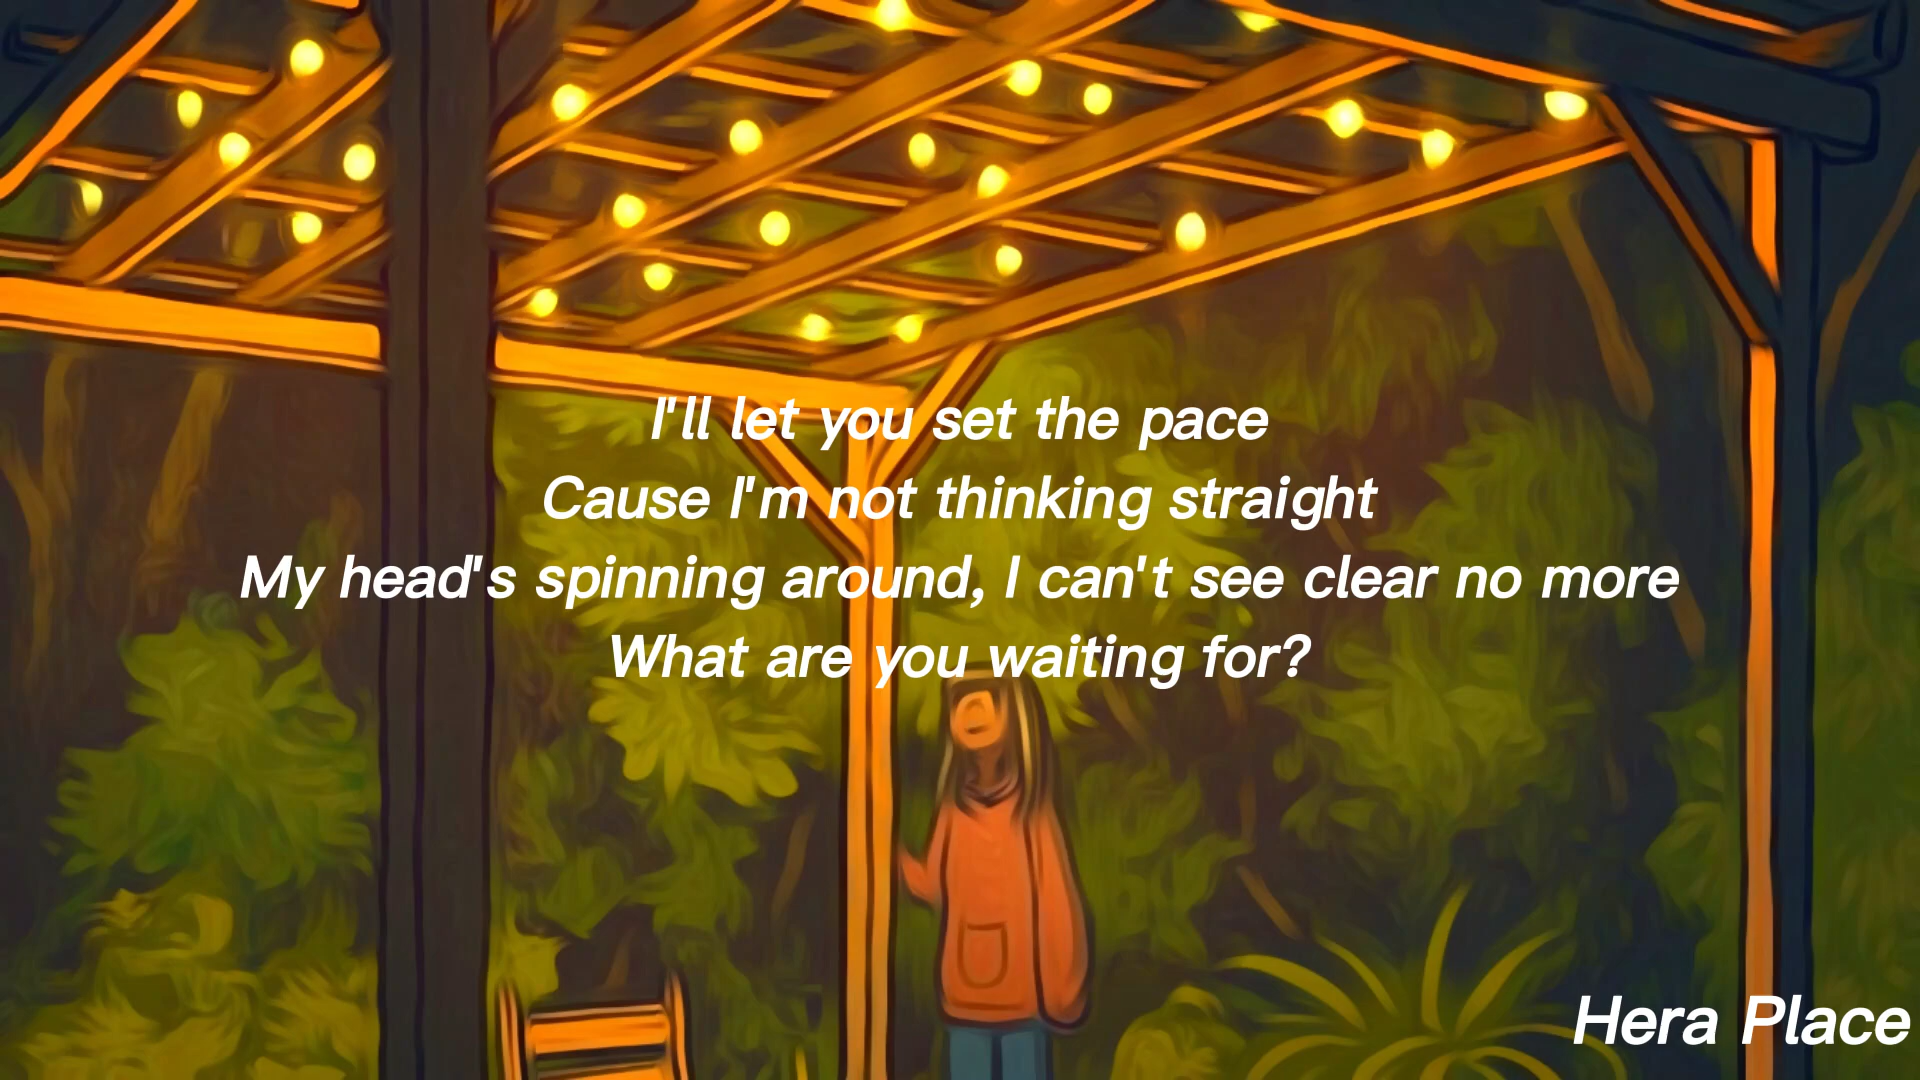 I'll let you set the pace
Cause I'm not thinking straight
My head's spinning around, I can't see clear no more
What are you waiting for?
Hera Place